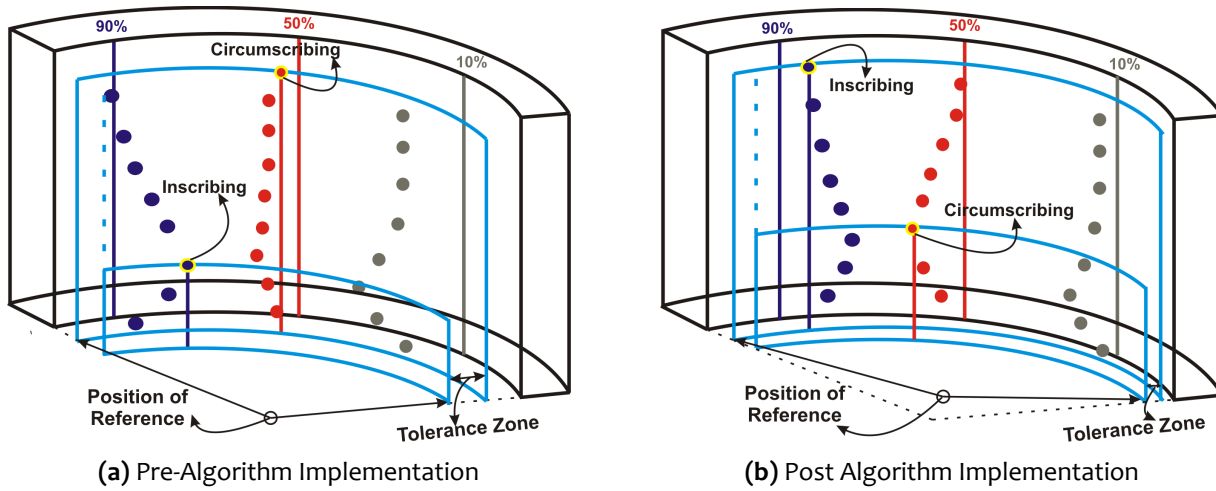 90%
50%
10%
Circumscribing
Inscribing
Position of
Reference
Tolerance Zone
(a) Pre-Algorithm Implementation
90%
50%
10%
Inscribing
Circumscribing
Position of
Reference
Tolerance Zone
(b) Post Algorithm Implementation